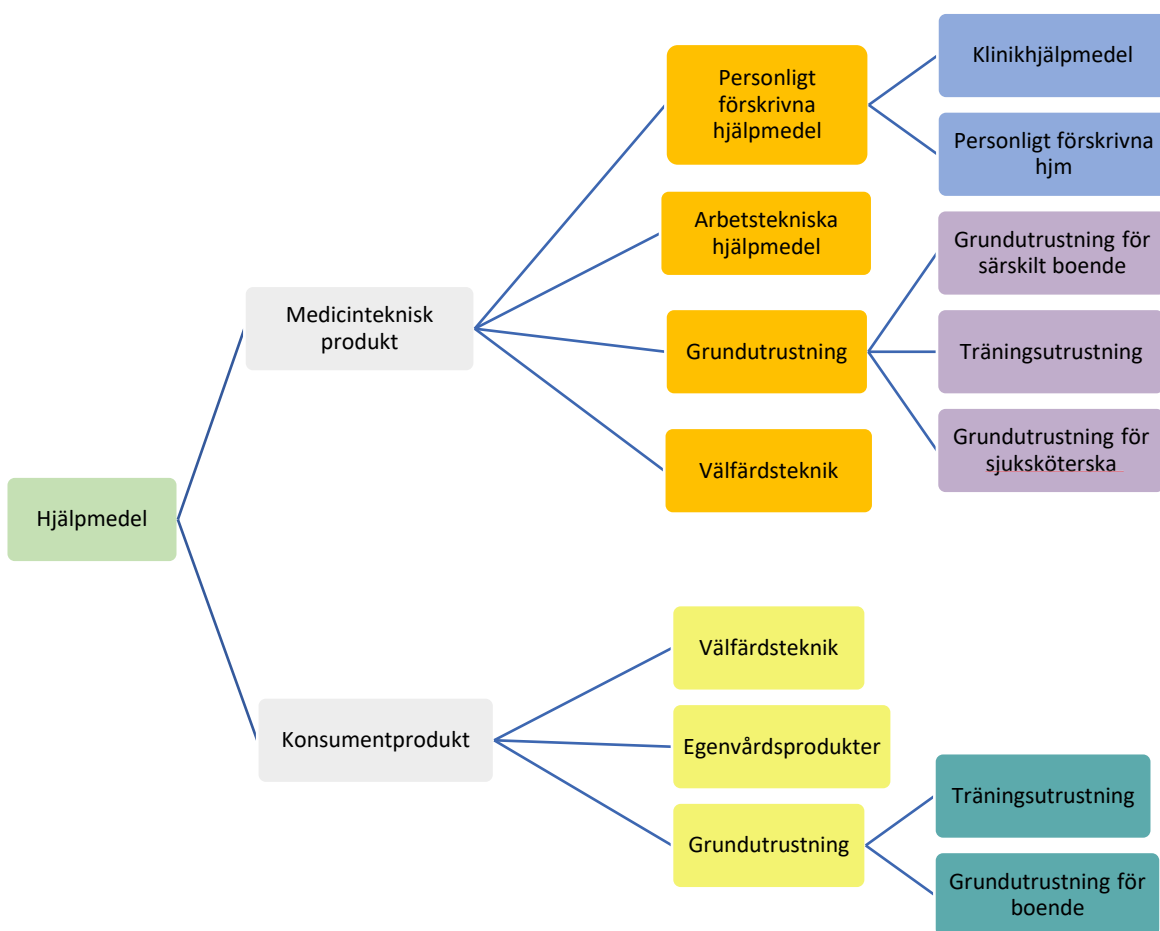 Hjälpmedel
Medicinteknisk
produkt
Personligt
förskrivna
hjälpmedel
Klinikhjälpmedel
Personligt förskrivna
hjm
Arbetstekniska
hjälpmedel
Grundutrustning
Grundutrustning för
särskilt boende
Träningsutrustning
Grundutrustning för
sjuksköterska
Välfärdsteknik
Konsumentprodukt
Välfärdsteknik
Egenvårdsprodukter
Grundutrustning
Träningsutrustning
Grundutrustning för
boende